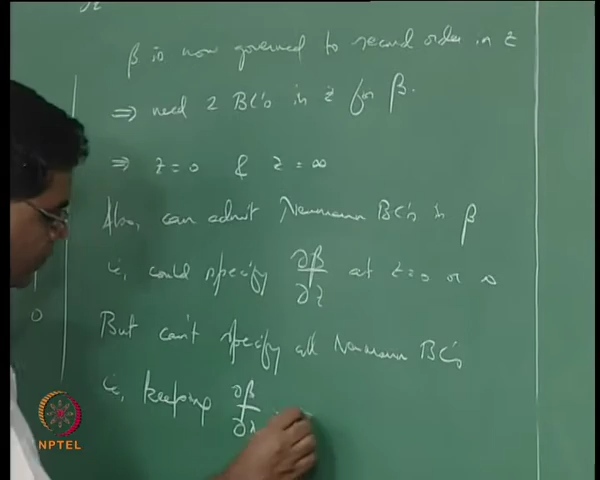 β is now governed to second order in z
⇒ need 2 BC's in z for β.
⇒ z=0 & z=∞
Also, can admit Neumann BC's in β
i.e, could specify ∂β/∂z at z=0 or ∞
But can't specify all Neumann BC's
i.e, keeping ∂β/∂z
0
NPTEL